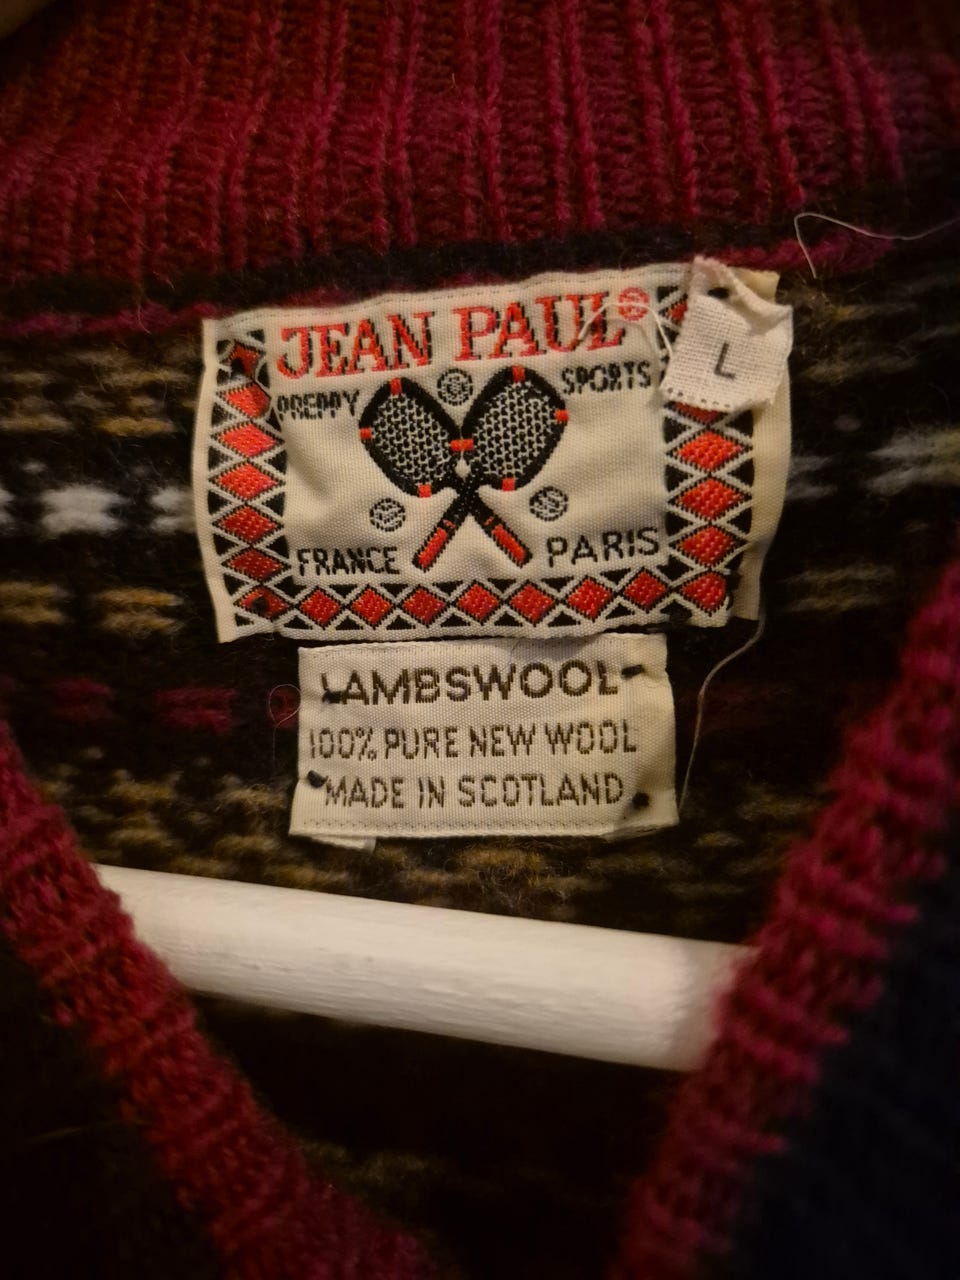 JEAN PAUL®
L
PREPPY SPORTS
FRANCE PARIS
LAMBSWOOL
100% PURE NEW WOOL
MADE IN SCOTLAND